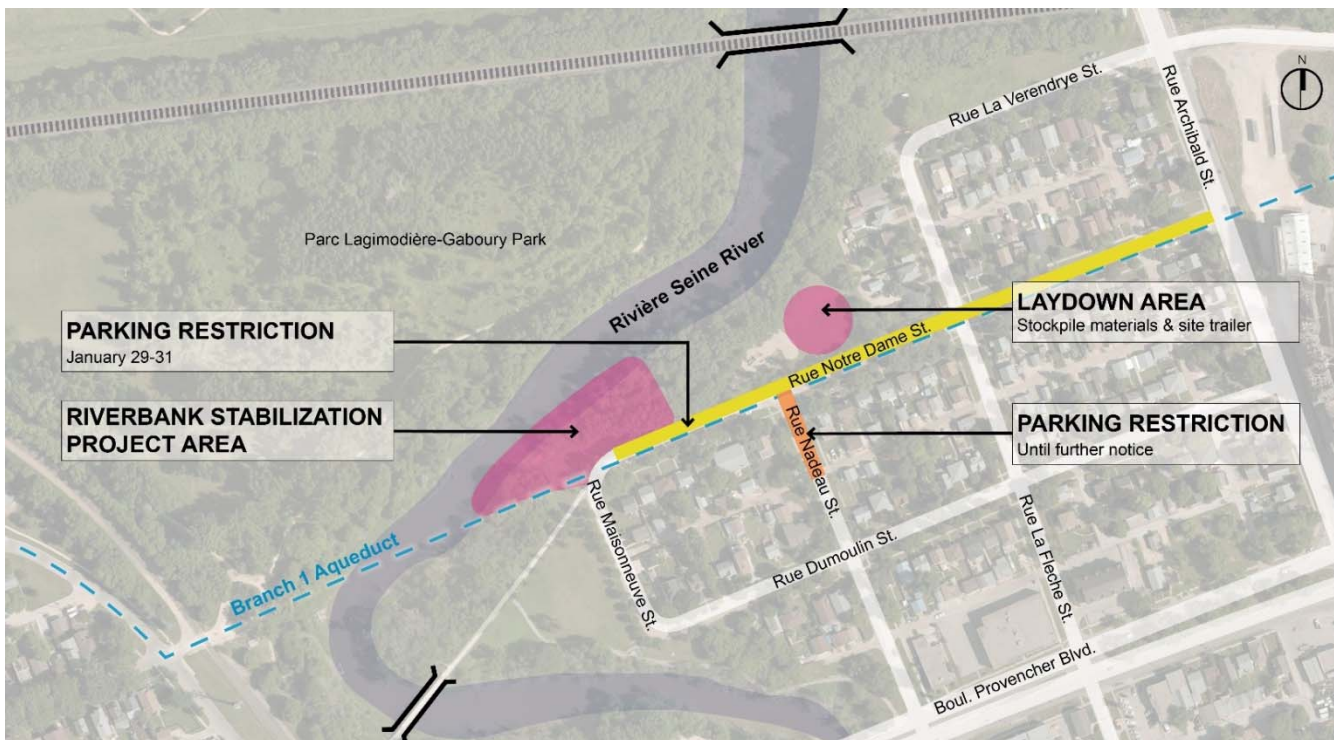 N
Rue La Verendrye St.
Rue Archibald St.
Parc Lagimodière-Gaboury Park
Rivière Seine River
PARKING RESTRICTION
January 29-31
LAYDOWN AREA
Stockpile materials & site trailer
Rue Notre Dame St.
RIVERBANK STABILIZATION
PROJECT AREA
Rue Nadeau St.
PARKING RESTRICTION
Until further notice
Rue Maisonneuve St.
Rue Dumoulin St.
Rue La Fleche St.
Branch 1 Aqueduct
Boul. Provencher Blvd.